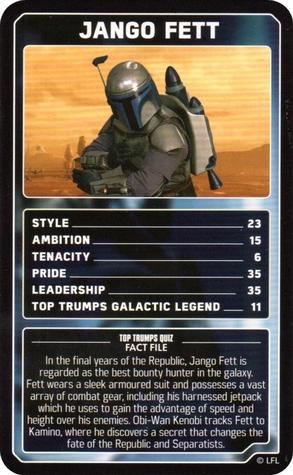 JANGO FETT
STYLE 23
AMBITION 15
TENACITY 6
PRIDE 35
LEADERSHIP 35
TOP TRUMPS GALACTIC LEGEND 11
TOP TRUMPS QUIZ
FACT FILE
In the final years of the Republic, Jango Fett is
regarded as the best bounty hunter in the galaxy.
Fett wears a sleek armoured suit and possesses a vast
array of combat gear, including his harnessed jetpack
which he uses to gain the advantage of speed and
height over his enemies. Obi-Wan Kenobi tracks Fett to
Kamino, where he discovers a secret that changes the
fate of the Republic and Separatists.
© LFL